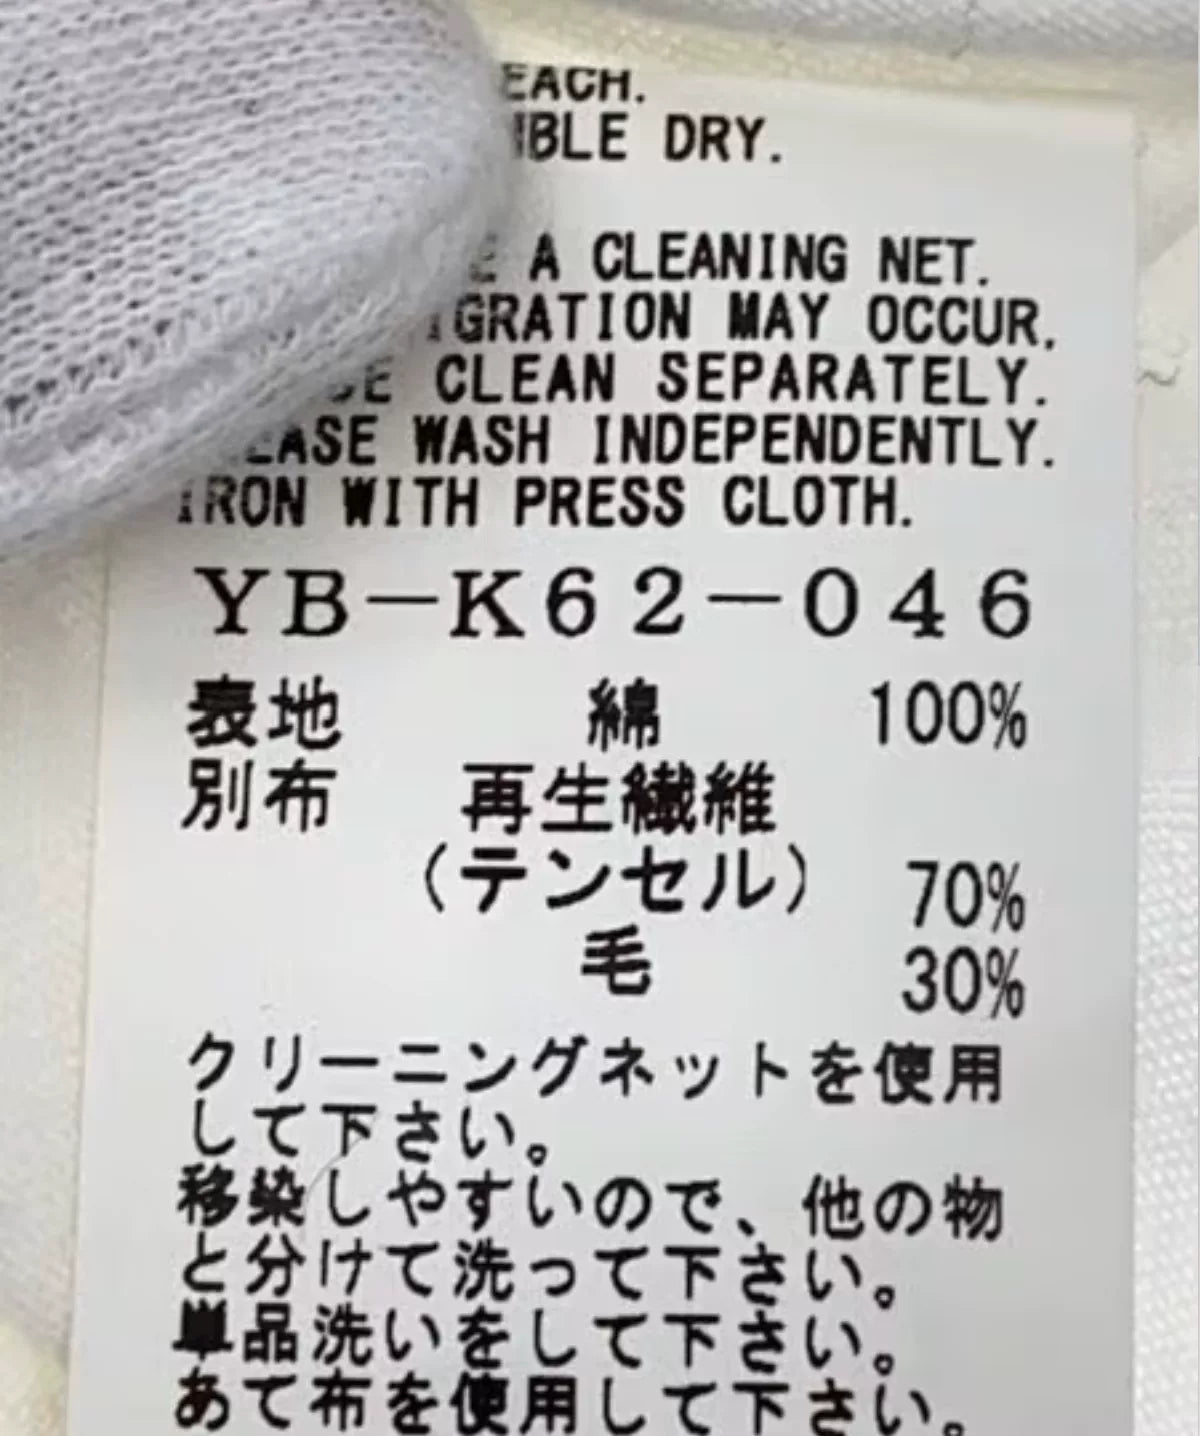 EACH.
BLE DRY.
A CLEANING NET.
IGRATION MAY OCCUR.
SE CLEAN SEPARATELY.
EASE WASH INDEPENDENTLY.
IRON WITH PRESS CLOTH.
YB-K62-046
表地 綿 100%
別布 再生繊維
(テンセル) 70%
毛 30%
クリーニングネットを使用
して下さい。
移染しやすいので、他の物
と分けて洗って下さい。
単品洗いをして下さい。
あて布を使用して下さい。